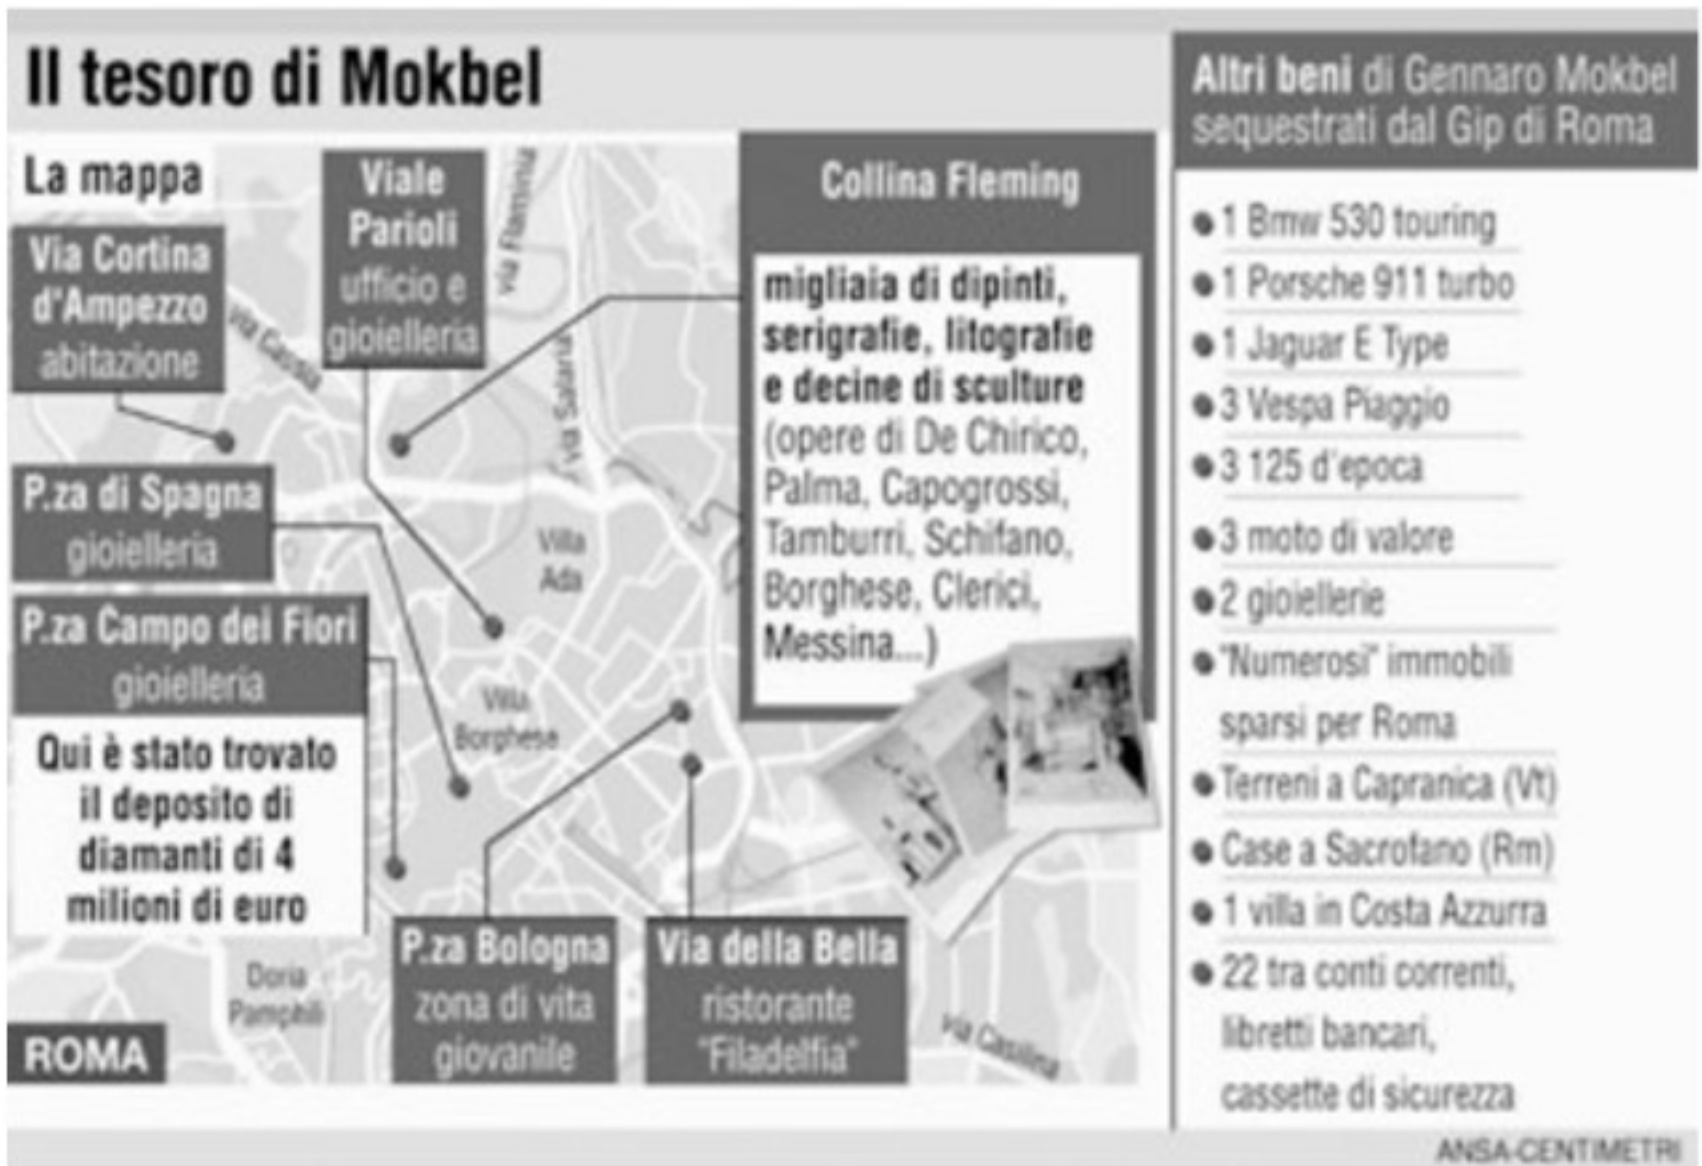 Il tesoro di Mokbel
La mappa
Via Cortina
d'Ampezzo
abitazione
Viale
Parioli
ufficio e
gioielleria
via Flaminia
via Cassia
via Salaria
P.za di Spagna
gioielleria
P.za Campo dei Fiori
gioielleria
Qui è stato trovato
il deposito di
diamanti di 4
milioni di euro
Villa
Ada
Villa
Borghese
Doria
Pamphili
ROMA
P.za Bologna
zona di vita
giovanile
Via della Bella
ristorante
"Filadelfia"
via Casilina
Collina Fleming
migliaia di dipinti,
serigrafie, litografie
e decine di sculture
(opere di De Chirico,
Palma, Capogrossi,
Tamburri, Schifano,
Borghese, Clerici,
Messina...)
Altri beni di Gennaro Mokbel
sequestrati dal Gip di Roma
1 Bmw 530 touring
1 Porsche 911 turbo
1 Jaguar E Type
3 Vespa Piaggio
3 125 d'epoca
3 moto di valore
2 gioiellerie
"Numerosi" immobili
sparsi per Roma
Terreni a Capranica (Vt)
Case a Sacrofano (Rm)
1 villa in Costa Azzurra
22 tra conti correnti,
libretti bancari,
cassette di sicurezza
ANSA-CENTIMETRI